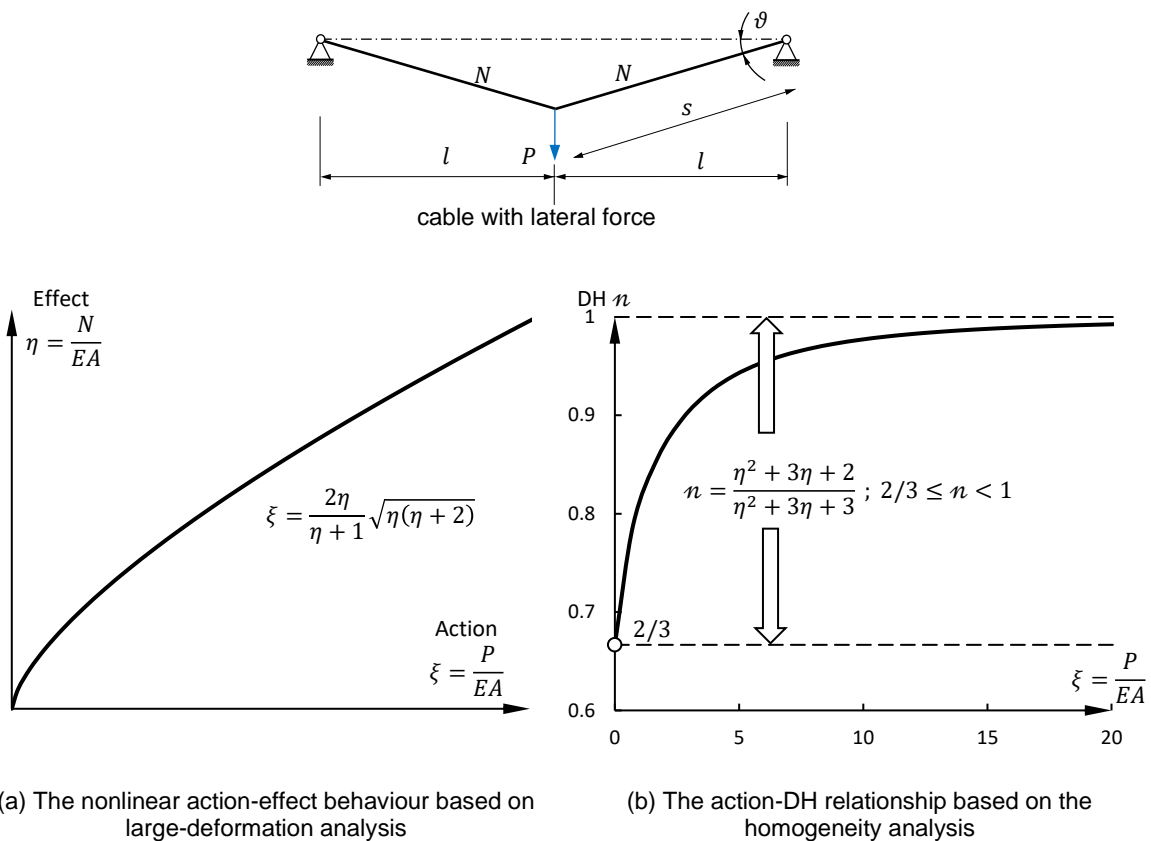 ϑ
N N
s
l P l
cable with lateral force
Effect
η = N/EA
ξ = 2η/(η + 1) √(η(η + 2))
Action
ξ = P/EA
(a) The nonlinear action-effect behaviour based on
large-deformation analysis
DH 𝓃
1
0.9
0.8
0.7
0.6
𝓃 = (η² + 3η + 2)/(η² + 3η + 3) ; 2/3 ≤ 𝓃 < 1
2/3
ξ = P/EA
0 5 10 15 20
(b) The action-DH relationship based on the
homogeneity analysis